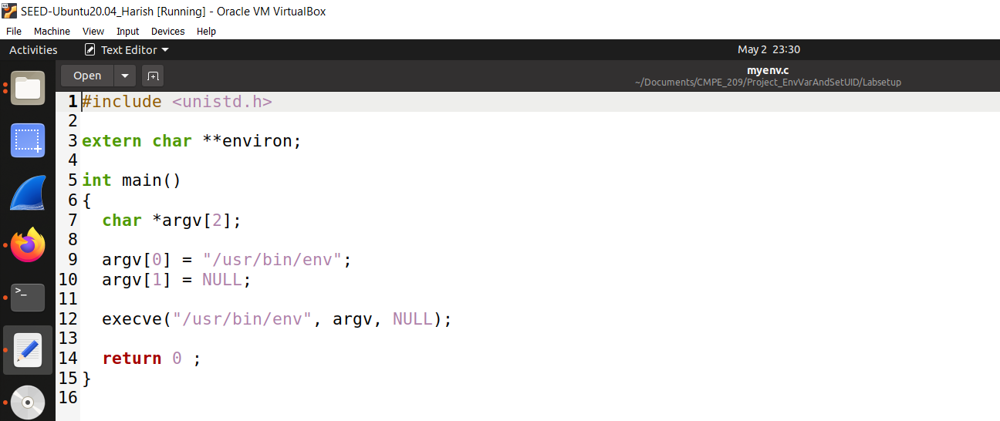 SEED-Ubuntu20.04_Harish [Running] - Oracle VM VirtualBox
File Machine View Input Devices Help
Activities Text Editor May 2 23:30
Open myenv.c
~/Documents/CMPE_209/Project_EnvVarAndSetUID/Labsetup
1 #include <unistd.h>
2
3 extern char **environ;
4
5 int main()
6 {
7   char *argv[2];
8
9   argv[0] = "/usr/bin/env";
10   argv[1] = NULL;
11
12   execve("/usr/bin/env", argv, NULL);
13
14   return 0 ;
15 }
16
>_